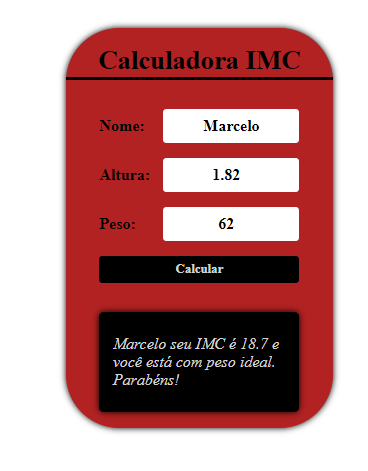 Calculadora IMC
Nome: Marcelo
Altura: 1.82
Peso: 62
Calcular
Marcelo seu IMC é 18.7 e
você está com peso ideal.
Parabéns!